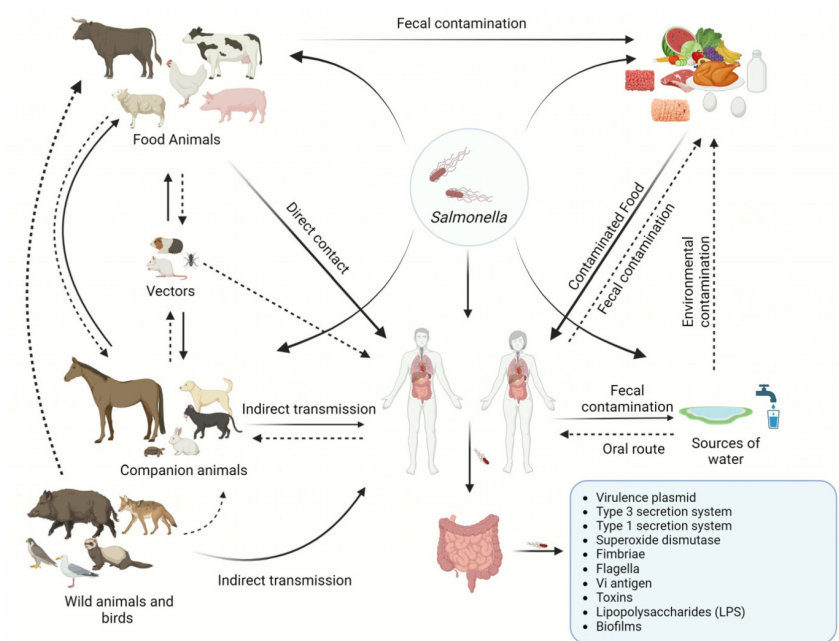 Fecal contamination
Food Animals
Salmonella
Direct contact
Contaminated Food
Fecal contamination
Environmental
contamination
Vectors
Indirect transmission
Companion animals
Fecal
contamination
Oral route
Sources of
water
Indirect transmission
Wild animals and
birds
• Virulence plasmid
• Type 3 secretion system
• Type 1 secretion system
• Superoxide dismutase
• Fimbriae
• Flagella
• Vi antigen
• Toxins
• Lipopolysaccharides (LPS)
• Biofilms